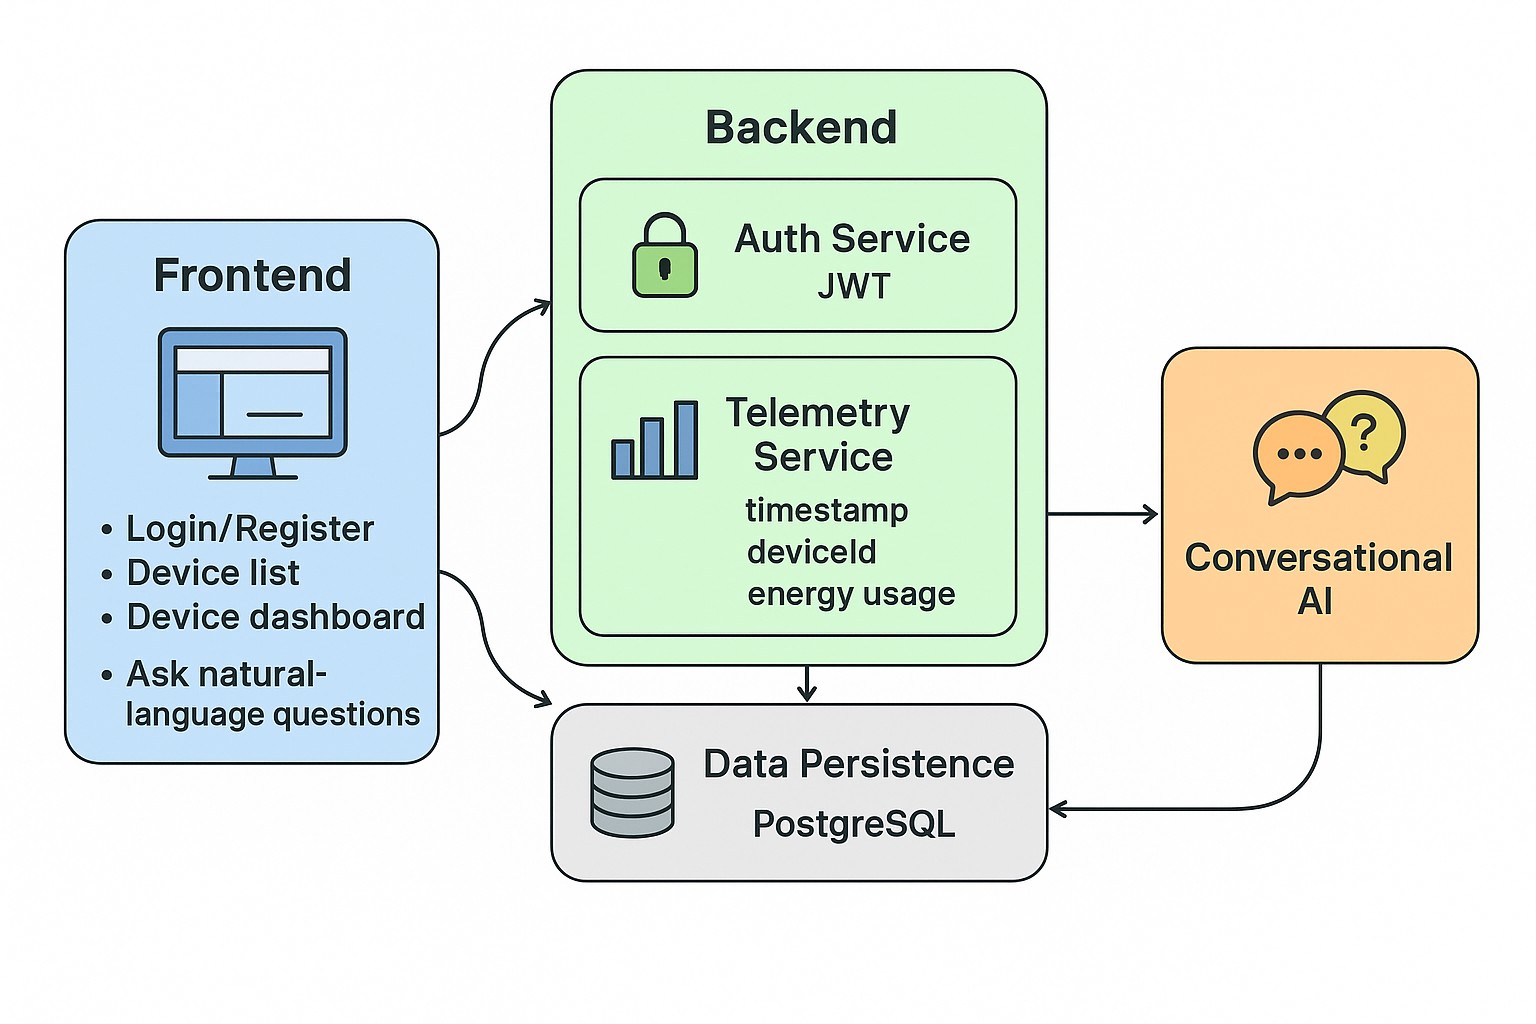 Frontend
• Login/Register
• Device list
• Device dashboard
• Ask natural-
language questions
Backend
Auth Service
JWT
Telemetry
Service
timestamp
deviceId
energy usage
Data Persistence
PostgreSQL
...
?
Conversational
AI